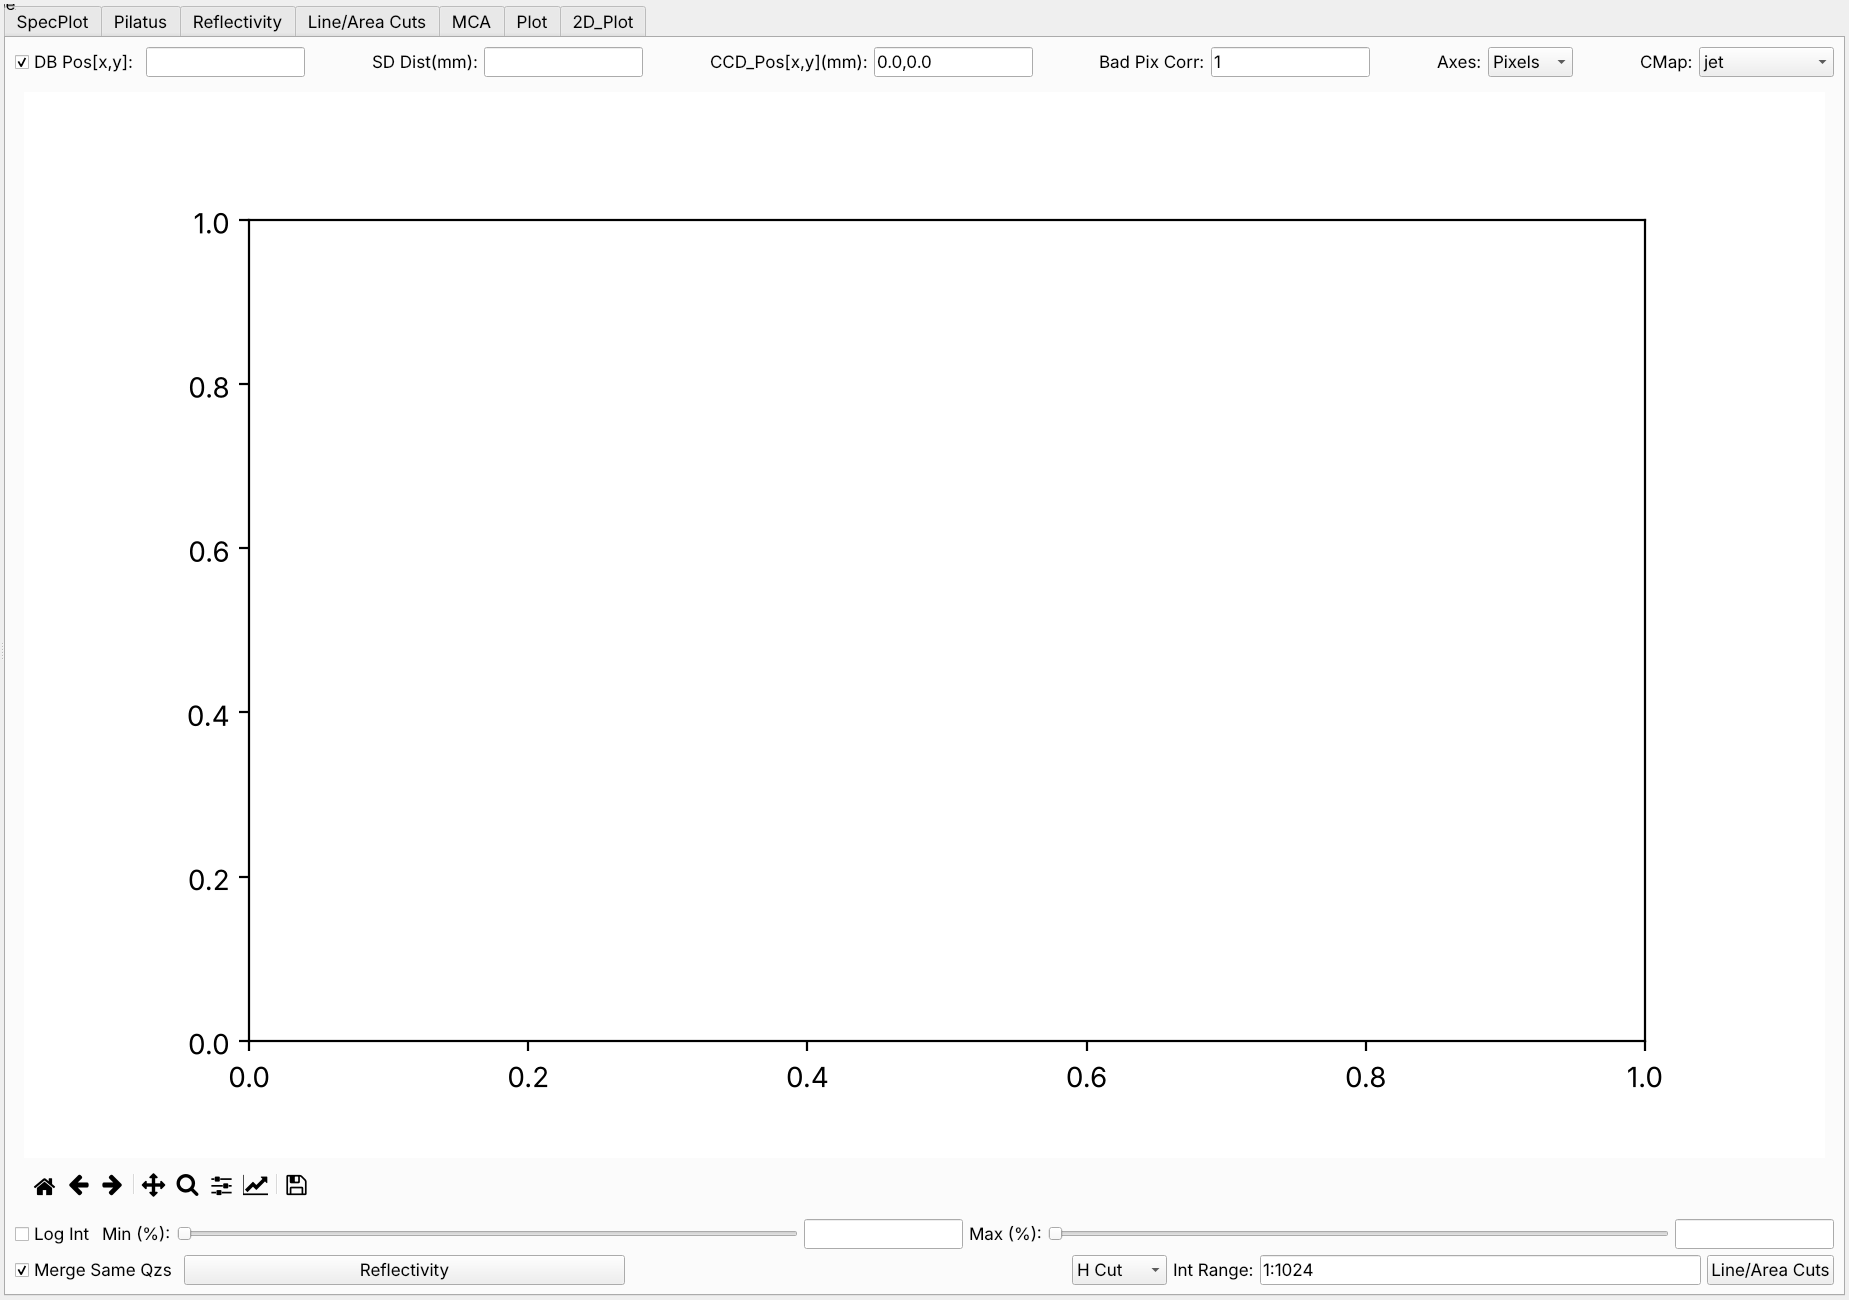 SpecPlot Pilatus Reflectivity Line/Area Cuts MCA Plot 2D_Plot
DB Pos[x,y]: SD Dist(mm): CCD_Pos[x,y](mm): 0.0,0.0 Bad Pix Corr: 1 Axes: Pixels CMap: jet
1.0
0.8
0.6
0.4
0.2
0.0
0.0 0.2 0.4 0.6 0.8 1.0
Log Int Min (%): Max (%):
Merge Same Qzs Reflectivity H Cut Int Range: 1:1024 Line/Area Cuts